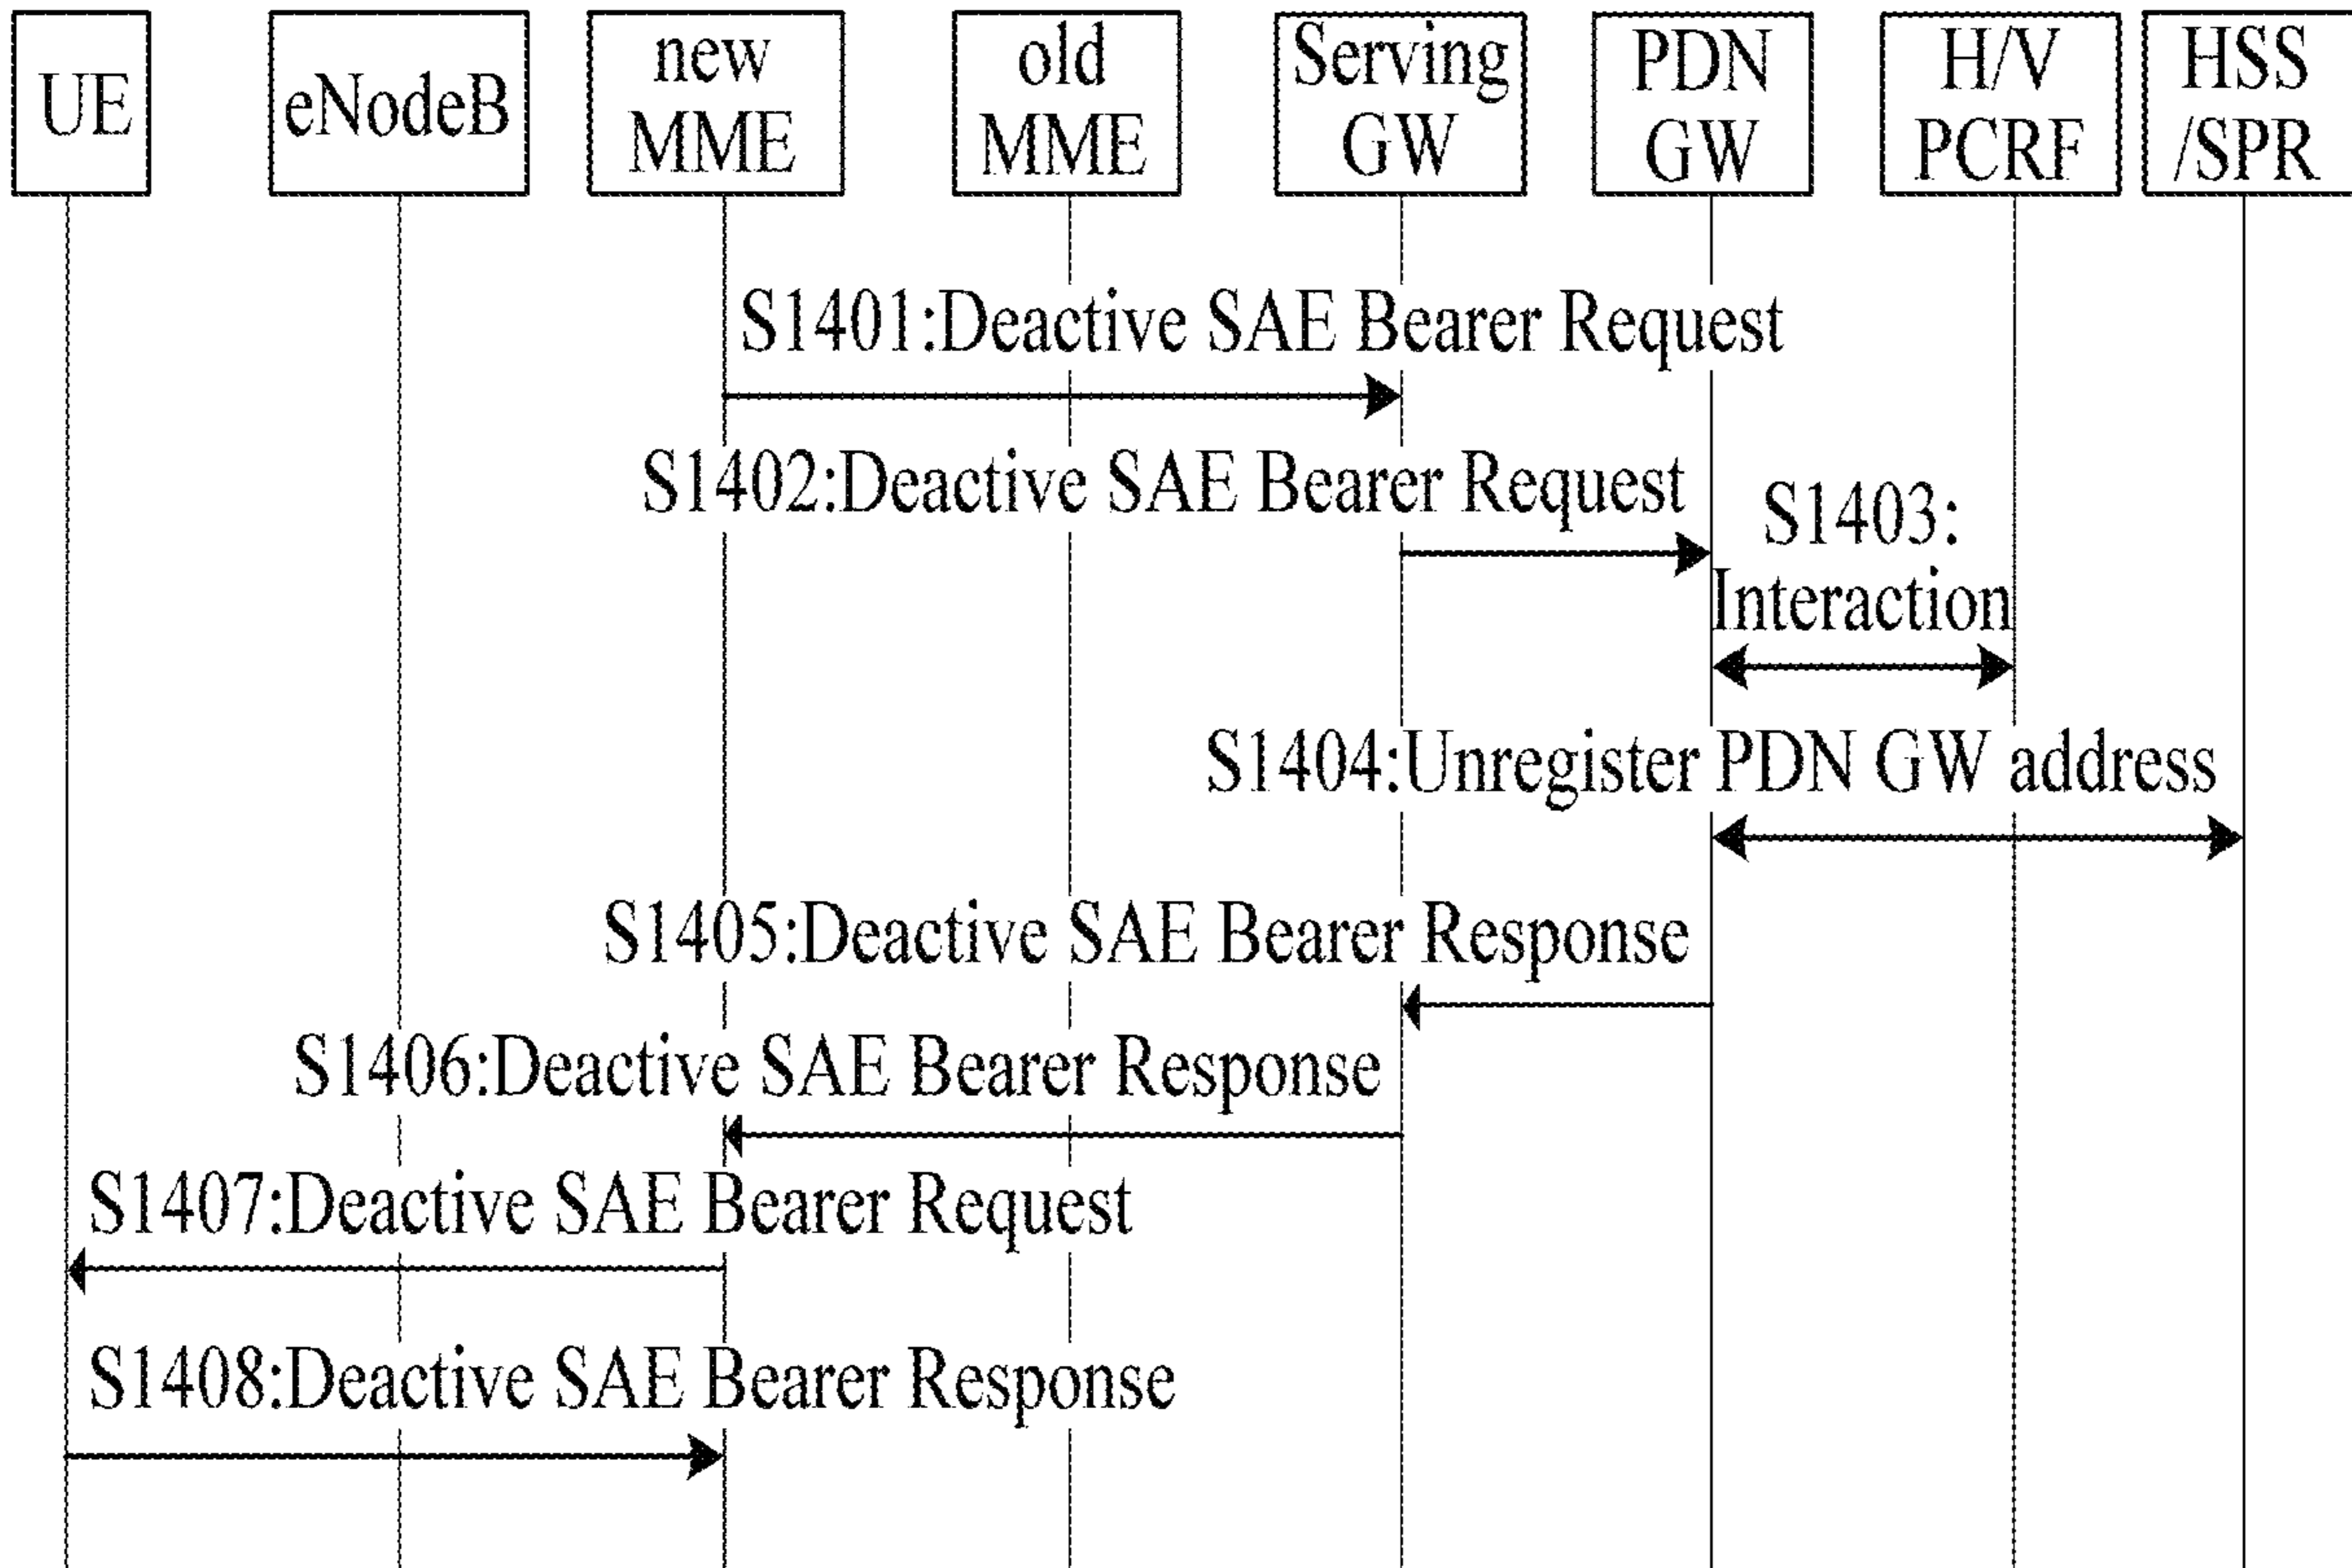 UE
eNodeB
new
MME
old
MME
Serving
GW
PDN
GW
H/V
PCRF
HSS
/SPR
S1401:Deactive SAE Bearer Request
S1402:Deactive SAE Bearer Request
S1403:
Interaction
S1404:Unregister PDN GW address
S1405:Deactive SAE Bearer Response
S1406:Deactive SAE Bearer Response
S1407:Deactive SAE Bearer Request
S1408:Deactive SAE Bearer Response